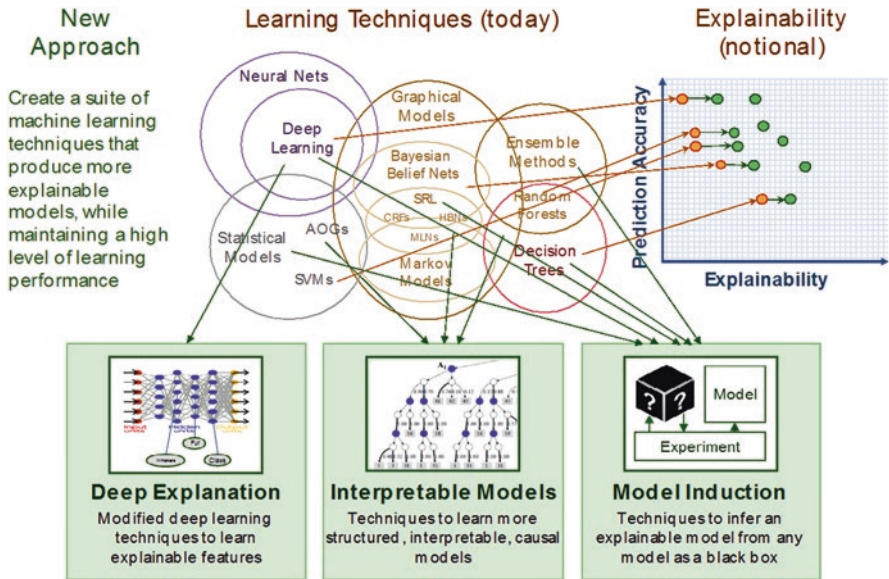 New
Approach
Learning Techniques (today)
Explainability
(notional)
Create a suite of
machine learning
techniques that
produce more
explainable
models, while
maintaining a high
level of learning
performance
Neural Nets
Deep
Learning
Graphical
Models
Bayesian
Belief Nets
SRL
CRFs
HBNs
MLNs
Markov
Models
Ensemble
Methods
Random
Forests
Decision
Trees
Statistical
Models
AOGs
SVMs
Prediction Accuracy
Explainability
Deep Explanation
Modified deep learning
techniques to learn
explainable features
Interpretable Models
Techniques to learn more
structured, interpretable, causal
models
?
?
Model
Experiment
Model Induction
Techniques to infer an
explainable model from any
model as a black box